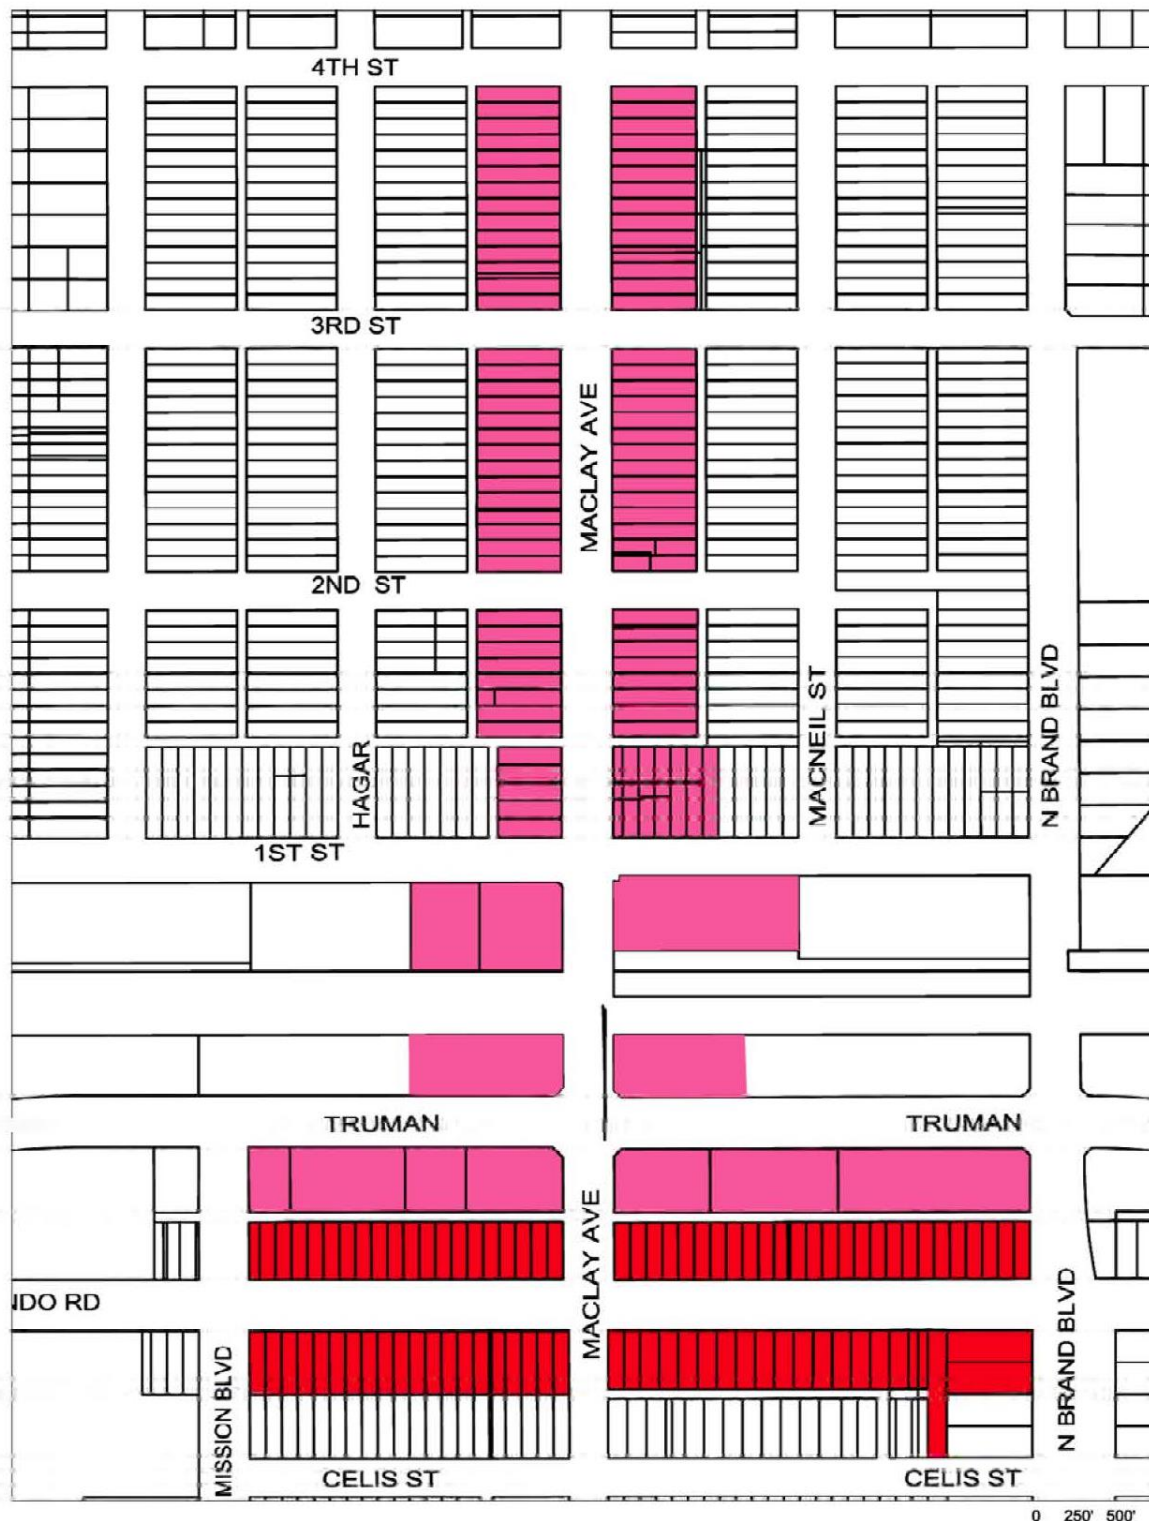 4TH ST
3RD ST
MACLAY AVE
2ND ST
HAGAR
MACNEIL ST
N BRAND BLVD
1ST ST
TRUMAN
TRUMAN
MACLAY AVE
NDO RD
MISSION BLVD
N BRAND BLVD
CELIS ST
CELIS ST
0 250' 500'